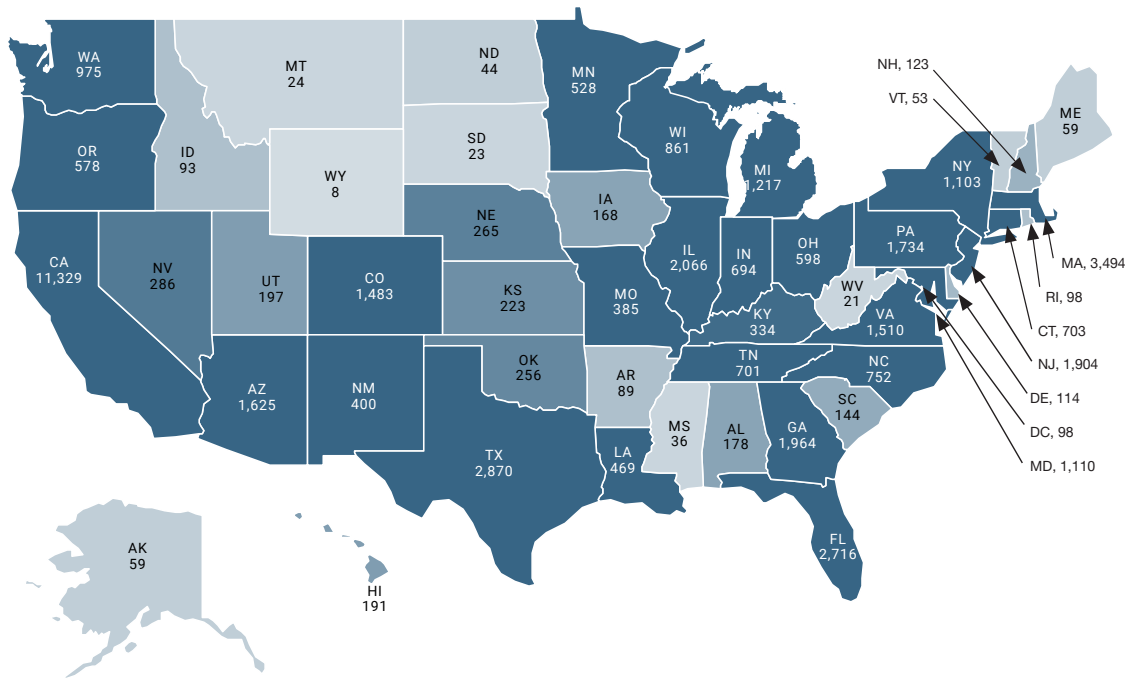 WA
975
MT
24
ND
44
MN
528
NH, 123
VT, 53
ME
59
OR
578
ID
93
SD
23
WI
861
MI
1,217
NY
1,103
WY
8
IA
168
NE
265
PA
1,734
CA
11,329
NV
286
UT
197
CO
1,483
KS
223
IL
2,066
IN
694
OH
598
MO
385
WV
21
KY
334
VA
1,510
MA, 3,494
RI, 98
CT, 703
NJ, 1,904
DE, 114
DC, 98
MD, 1,110
AZ
1,625
NM
400
OK
256
AR
89
TN
701
NC
752
SC
144
MS
36
AL
178
GA
1,964
TX
2,870
LA
469
FL
2,716
AK
59
HI
191